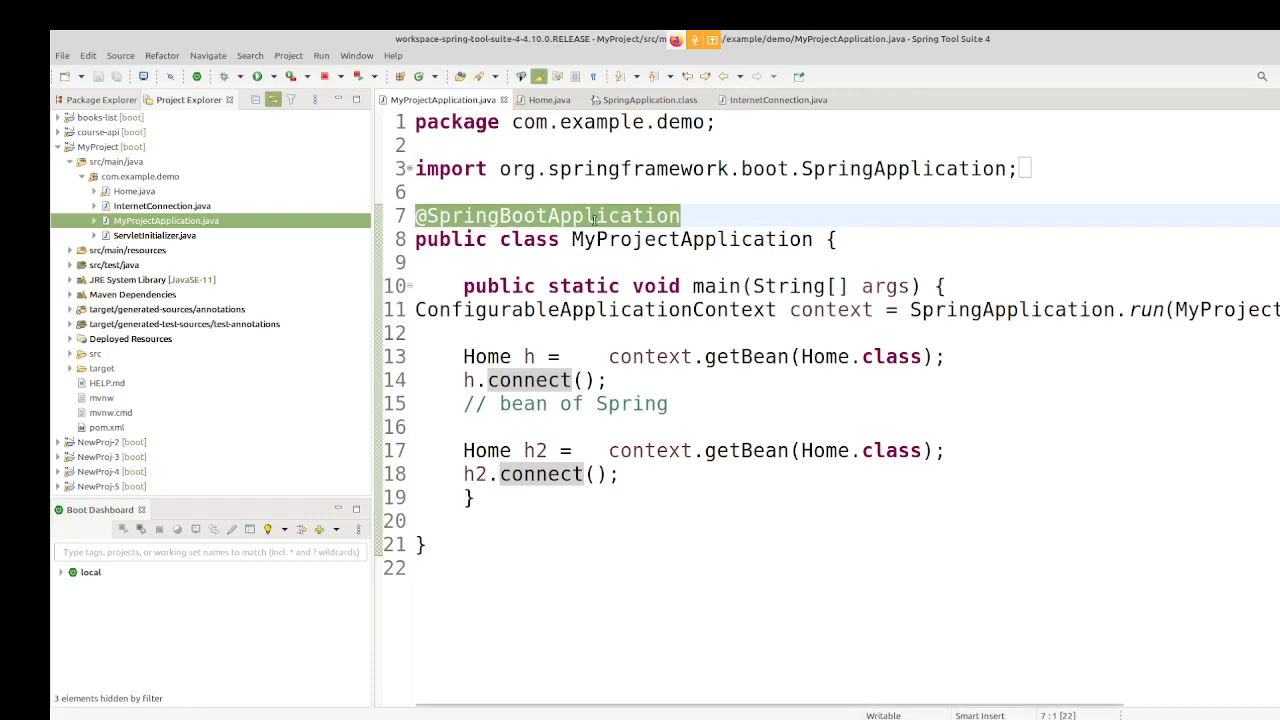 workspace-spring-tool-suite-4-4.10.0.RELEASE - MyProject/src/m /example/demo/MyProjectApplication.java - Spring Tool Suite 4
File Edit Source Refactor Navigate Search Project Run Window Help
Package Explorer Project Explorer
MyProjectApplication.java Home.java SpringApplication.class InternetConnection.java
books-list [boot]
course-api [boot]
MyProject [boot]
src/main/java
com.example.demo
Home.java
InternetConnection.java
MyProjectApplication.java
ServletInitializer.java
src/main/resources
src/test/java
JRE System Library [JavaSE-11]
Maven Dependencies
target/generated-sources/annotations
target/generated-test-sources/test-annotations
Deployed Resources
src
target
HELP.md
mvnw
mvnw.cmd
pom.xml
NewProj-2 [boot]
NewProj-3 [boot]
NewProj-4 [boot]
NewProj-5 [boot]
Boot Dashboard
Type tags, projects, or working set names to match (incl. * and ? wildcards)
local
3 elements hidden by filter
1 package com.example.demo;
2
3 import org.springframework.boot.SpringApplication;
6
7 @SpringBootApplication
8 public class MyProjectApplication {
9
10 public static void main(String[] args) {
11 ConfigurableApplicationContext context = SpringApplication.run(MyProject
12
13 Home h = context.getBean(Home.class);
14 h.connect();
15 // bean of Spring
16
17 Home h2 = context.getBean(Home.class);
18 h2.connect();
19 }
20
21 }
22
Writable Smart Insert 7 : 1 [22]